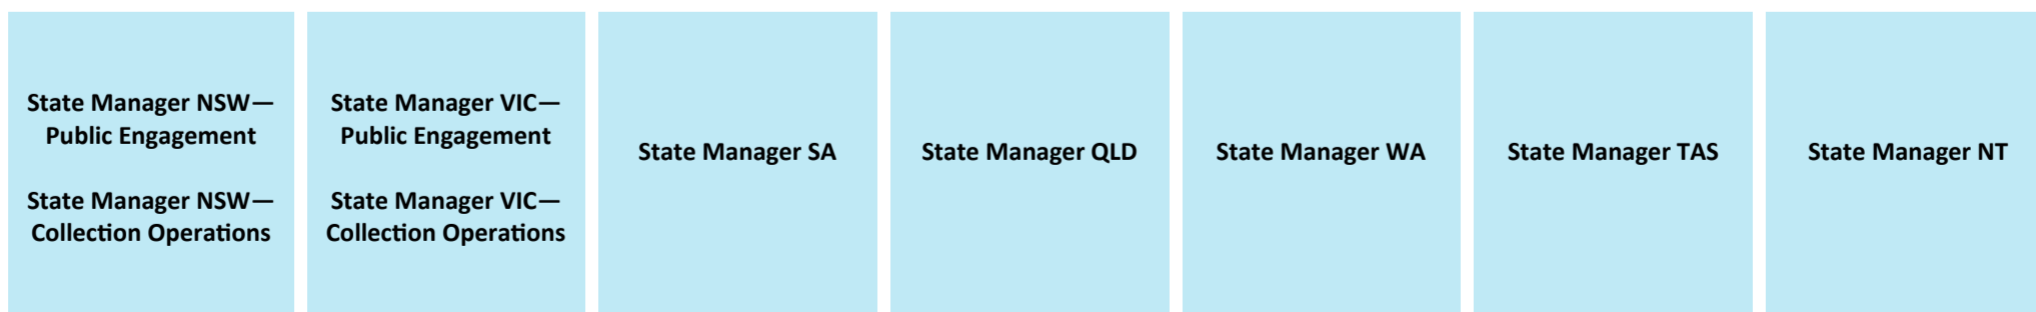 State Manager NSW—
Public Engagement
State Manager NSW—
Collection Operations
State Manager VIC—
Public Engagement
State Manager VIC—
Collection Operations
State Manager SA
State Manager QLD
State Manager WA
State Manager TAS
State Manager NT